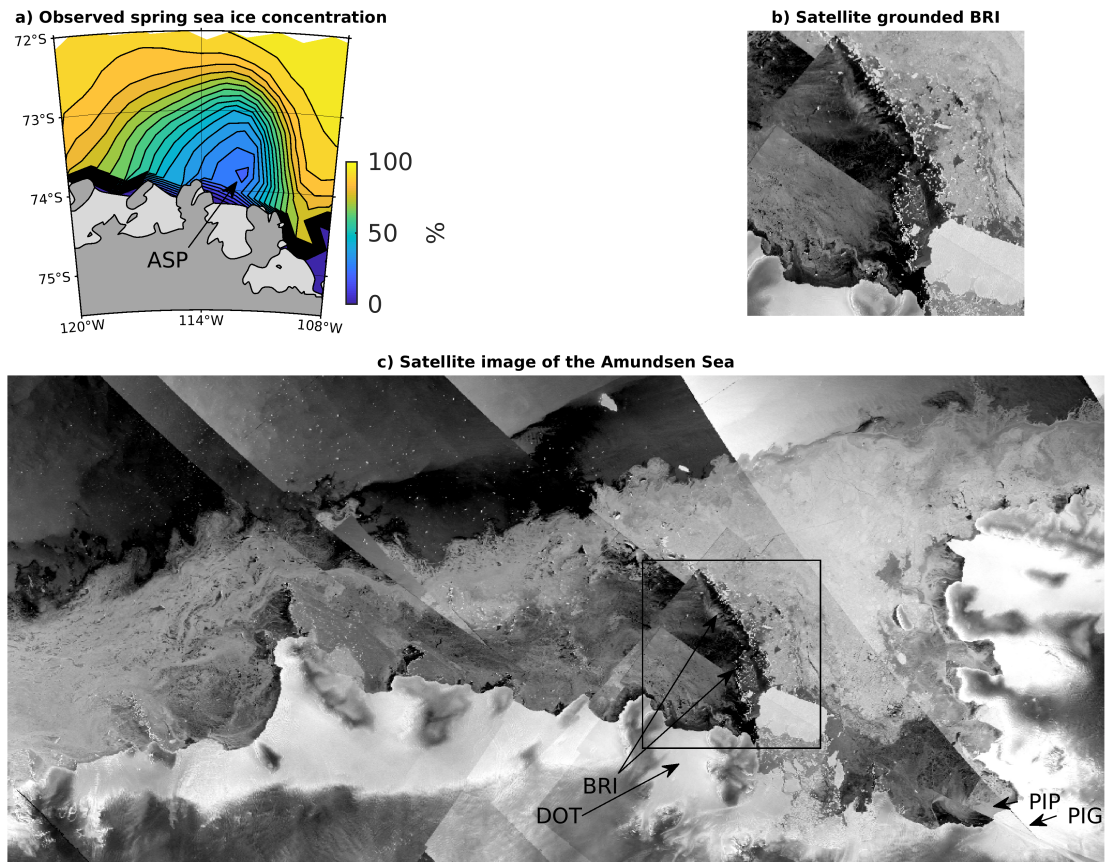 a) Observed spring sea ice concentration
72°S
73°S
74°S
75°S
120°W
114°W
108°W
ASP
100
50
0
%
b) Satellite grounded BRI
c) Satellite image of the Amundsen Sea
BRI
DOT
PIP
PIG